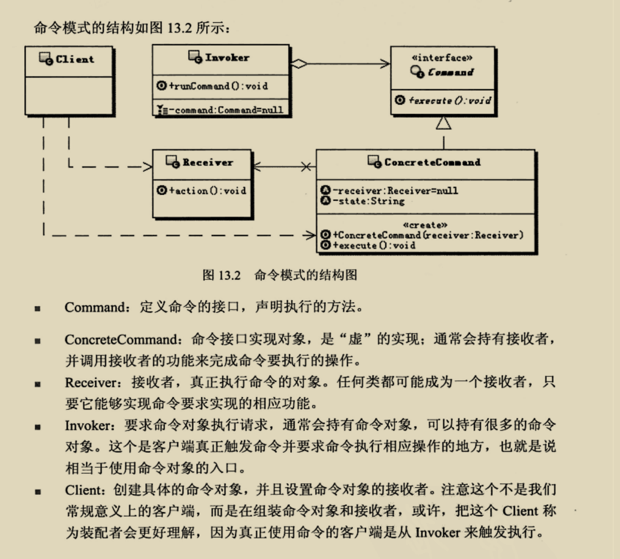 命令模式的结构如图 13.2 所示：
Client
Invoker
+runCommand():void
-command:Command=null
«interface»
Command
+execute():void
Receiver
+action():void
ConcreteCommand
-receiver:Receiver=null
-state:String
«create»
+ConcreteCommand(receiver:Receiver)
+execute():void
图 13.2 命令模式的结构图
■ Command：定义命令的接口，声明执行的方法。
■ ConcreteCommand：命令接口实现对象，是“虚”的实现；通常会持有接收者，
并调用接收者的功能来完成命令要执行的操作。
■ Receiver：接收者，真正执行命令的对象。任何类都可能成为一个接收者，只
要它能够实现命令要求实现的相应功能。
■ Invoker：要求命令对象执行请求，通常会持有命令对象，可以持有很多的命令
对象。这个是客户端真正触发命令并要求命令执行相应操作的地方，也就是说
相当于使用命令对象的入口。
■ Client：创建具体的命令对象，并且设置命令对象的接收者。注意这个不是我们
常规意义上的客户端，而是在组装命令对象和接收者，或许，把这个 Client 称
为装配者会更好理解，因为真正使用命令的客户端是从 Invoker 来触发执行。